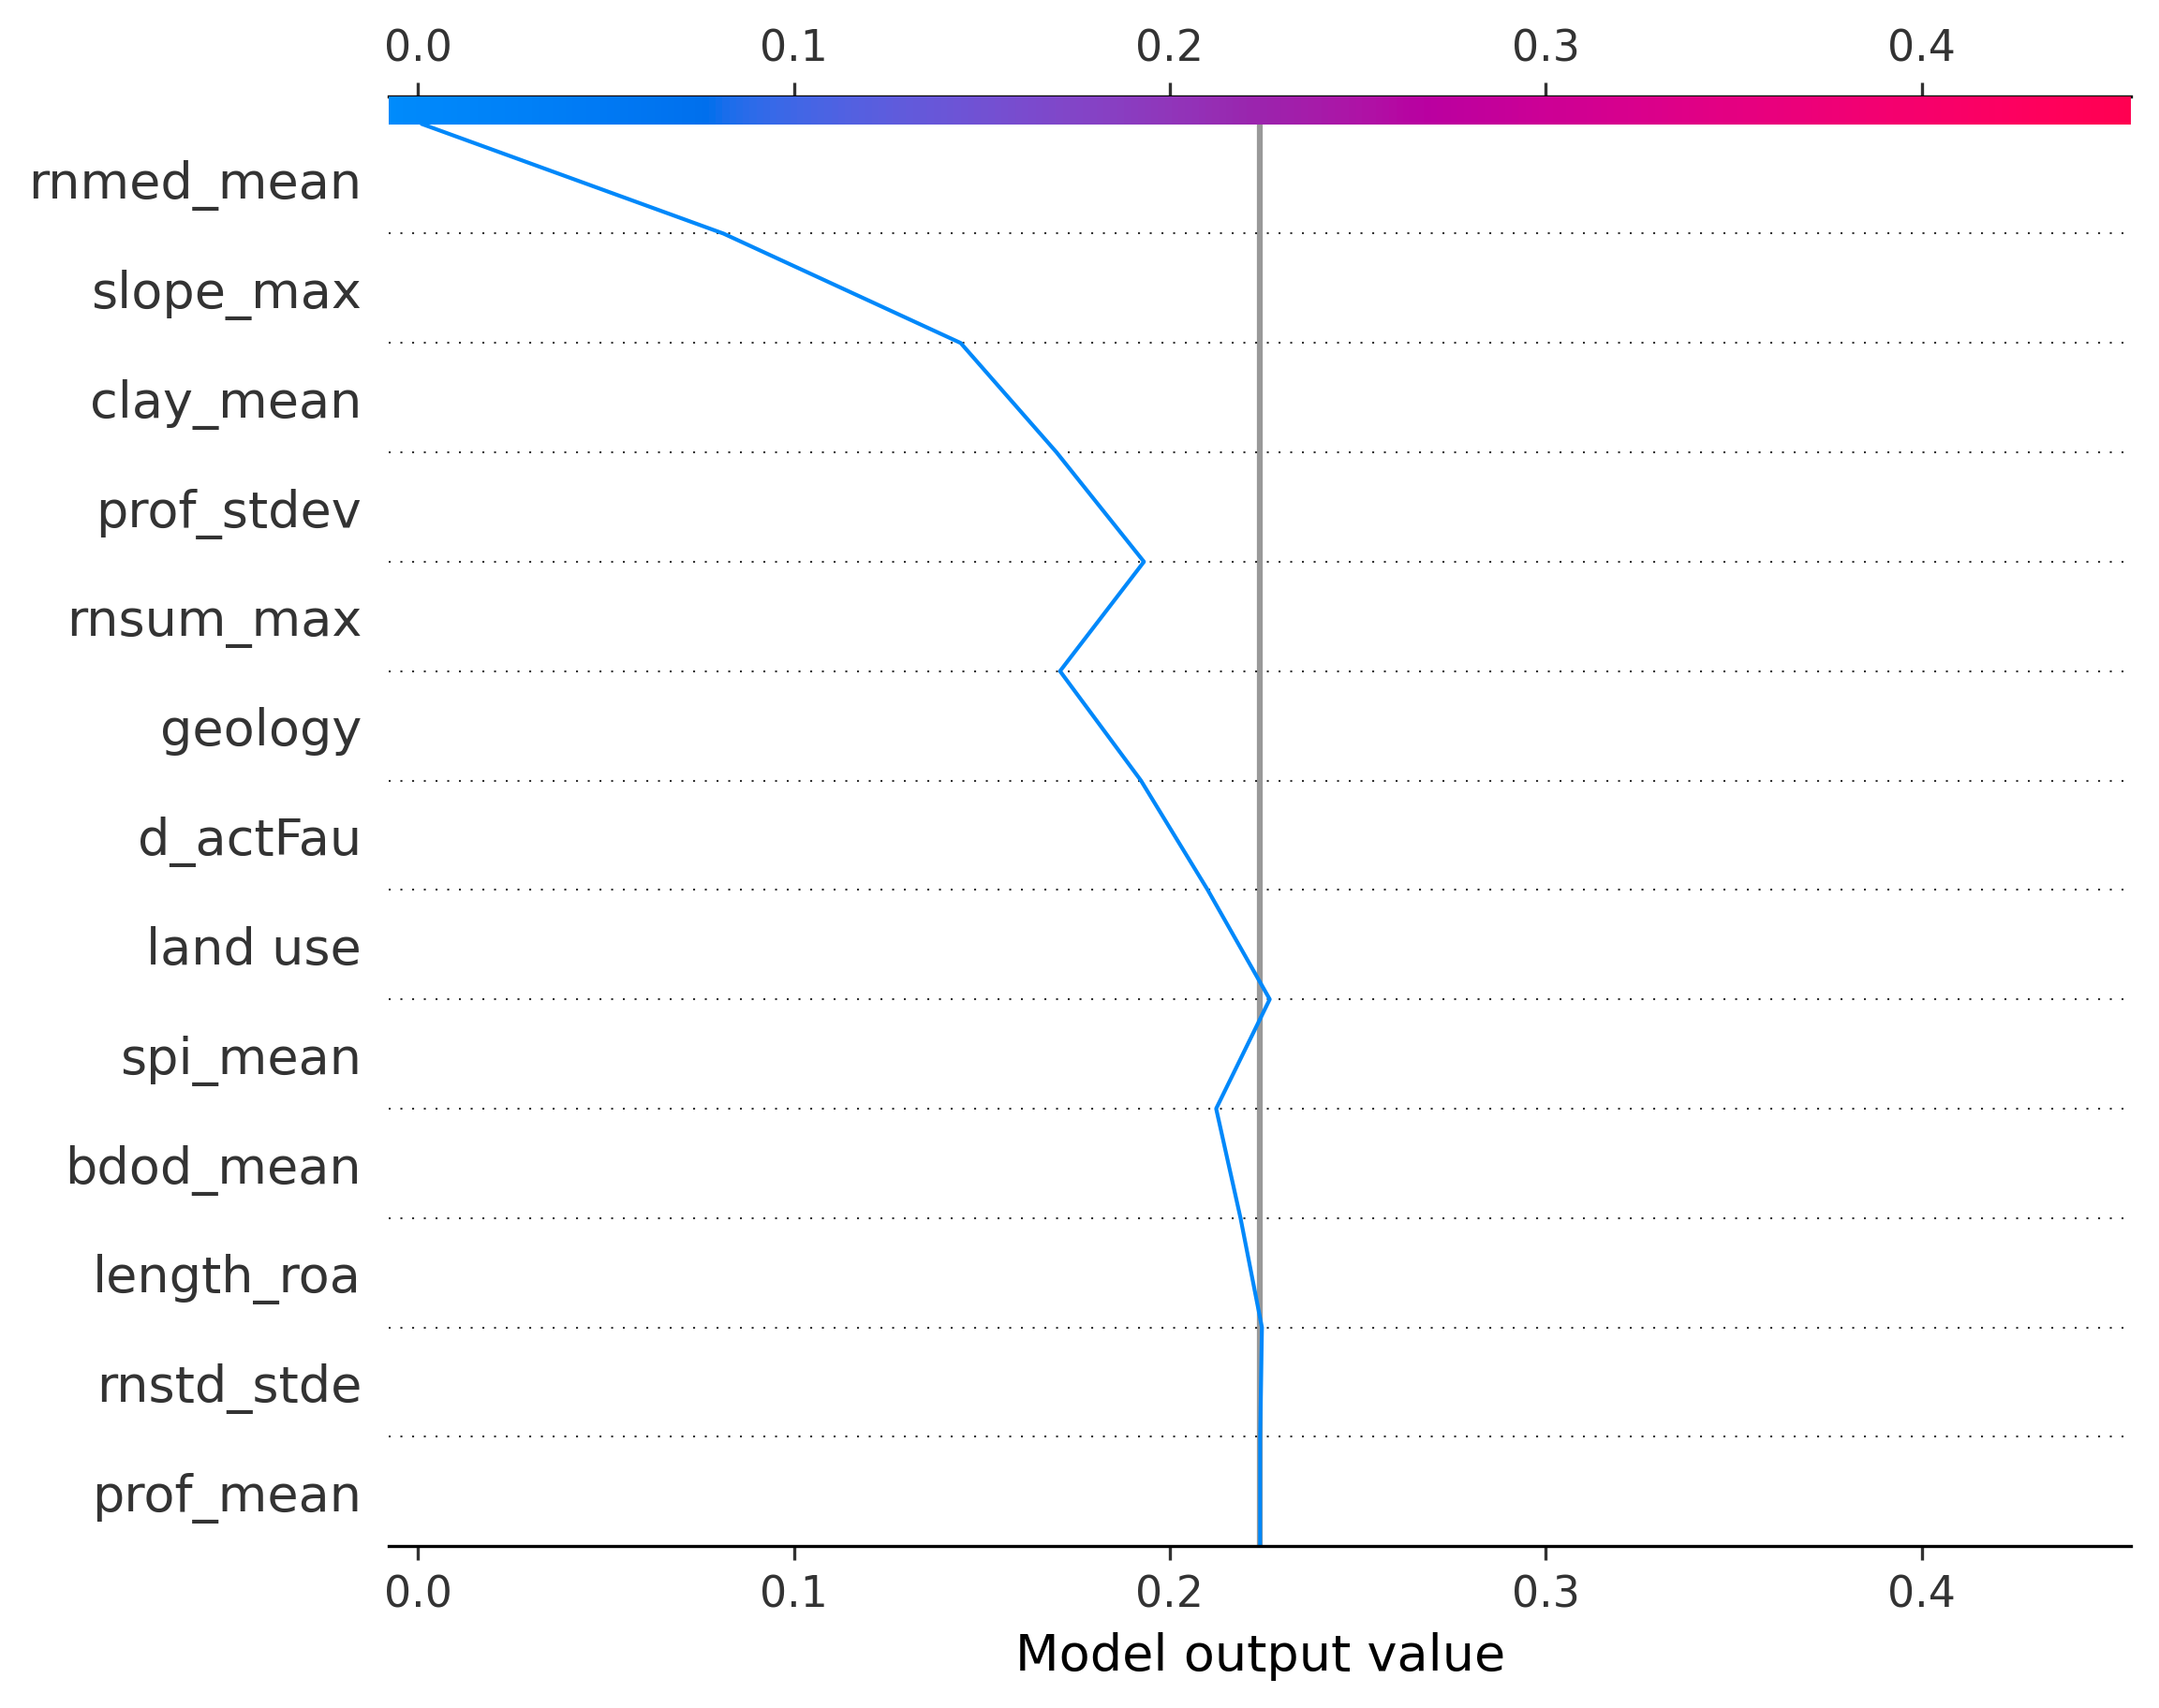 0.0 0.1 0.2 0.3 0.4
rnmed_mean
slope_max
clay_mean
prof_stdev
rnsum_max
geology
d_actFau
land use
spi_mean
bdod_mean
length_roa
rnstd_stde
prof_mean
0.0 0.1 0.2 0.3 0.4
Model output value